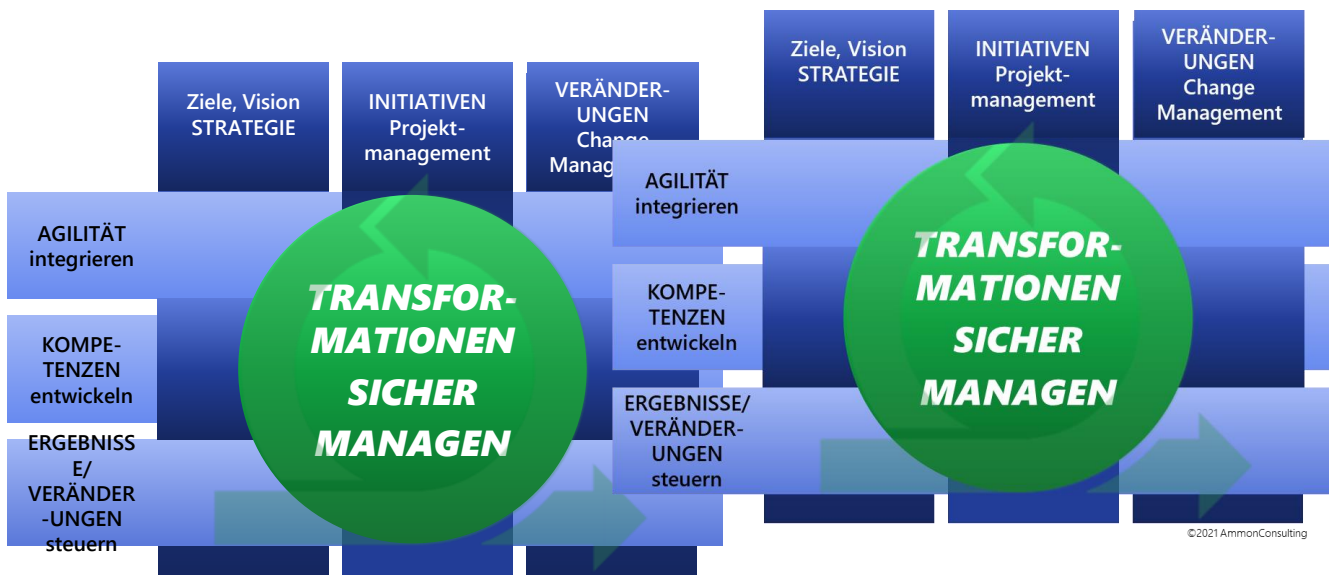 Ziele, Vision
STRATEGIE
INITIATIVEN
Projekt-
management
VERÄNDER-
UNGEN
Change
Manag
AGILITÄT
integrieren
KOMPE-
TENZEN
entwickeln
ERGEBNISS
E/
VERÄNDER
-UNGEN
steuern
TRANSFOR-
MATIONEN
SICHER
MANAGEN
Ziele, Vision
STRATEGIE
INITIATIVEN
Projekt-
management
VERÄNDER-
UNGEN
Change
Management
AGILITÄT
integrieren
KOMPE-
TENZEN
entwickeln
ERGEBNISSE/
VERÄNDER-
UNGEN
steuern
TRANSFOR-
MATIONEN
SICHER
MANAGEN
©2021 AmmonConsulting